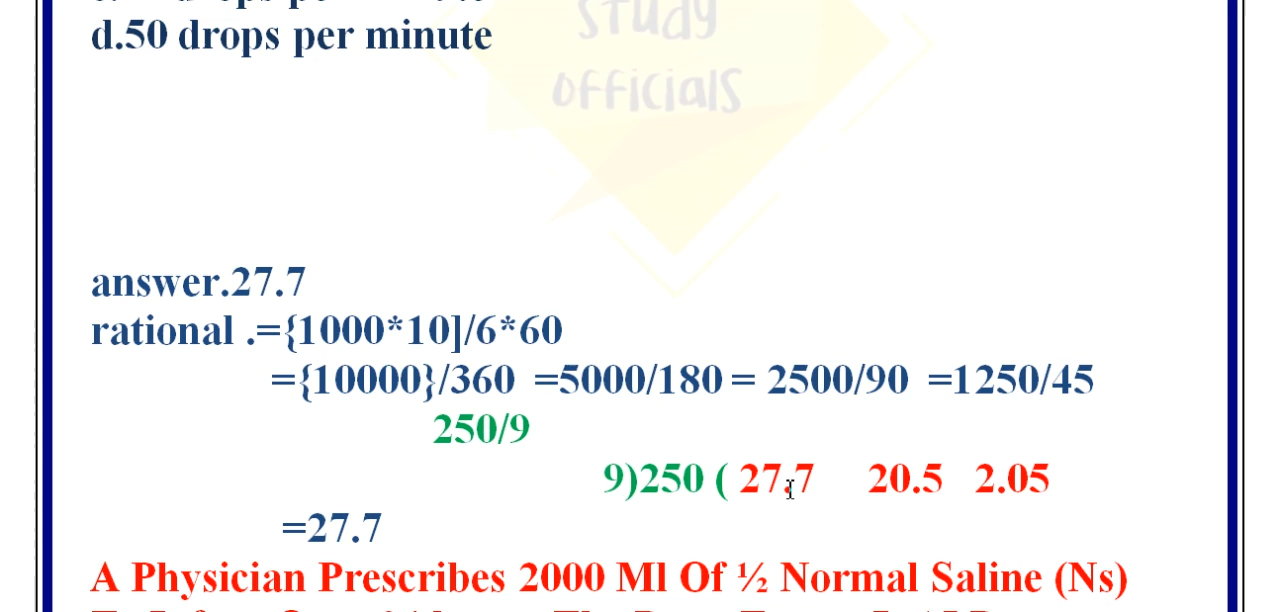 d.50 drops per minute
Study
Officials
answer.27.7
rational .={1000*10]/6*60
={10000}/360 =5000/180 = 2500/90 =1250/45
250/9
9)250 ( 27.7 20.5 2.05
=27.7
A Physician Prescribes 2000 Ml Of ½ Normal Saline (Ns)